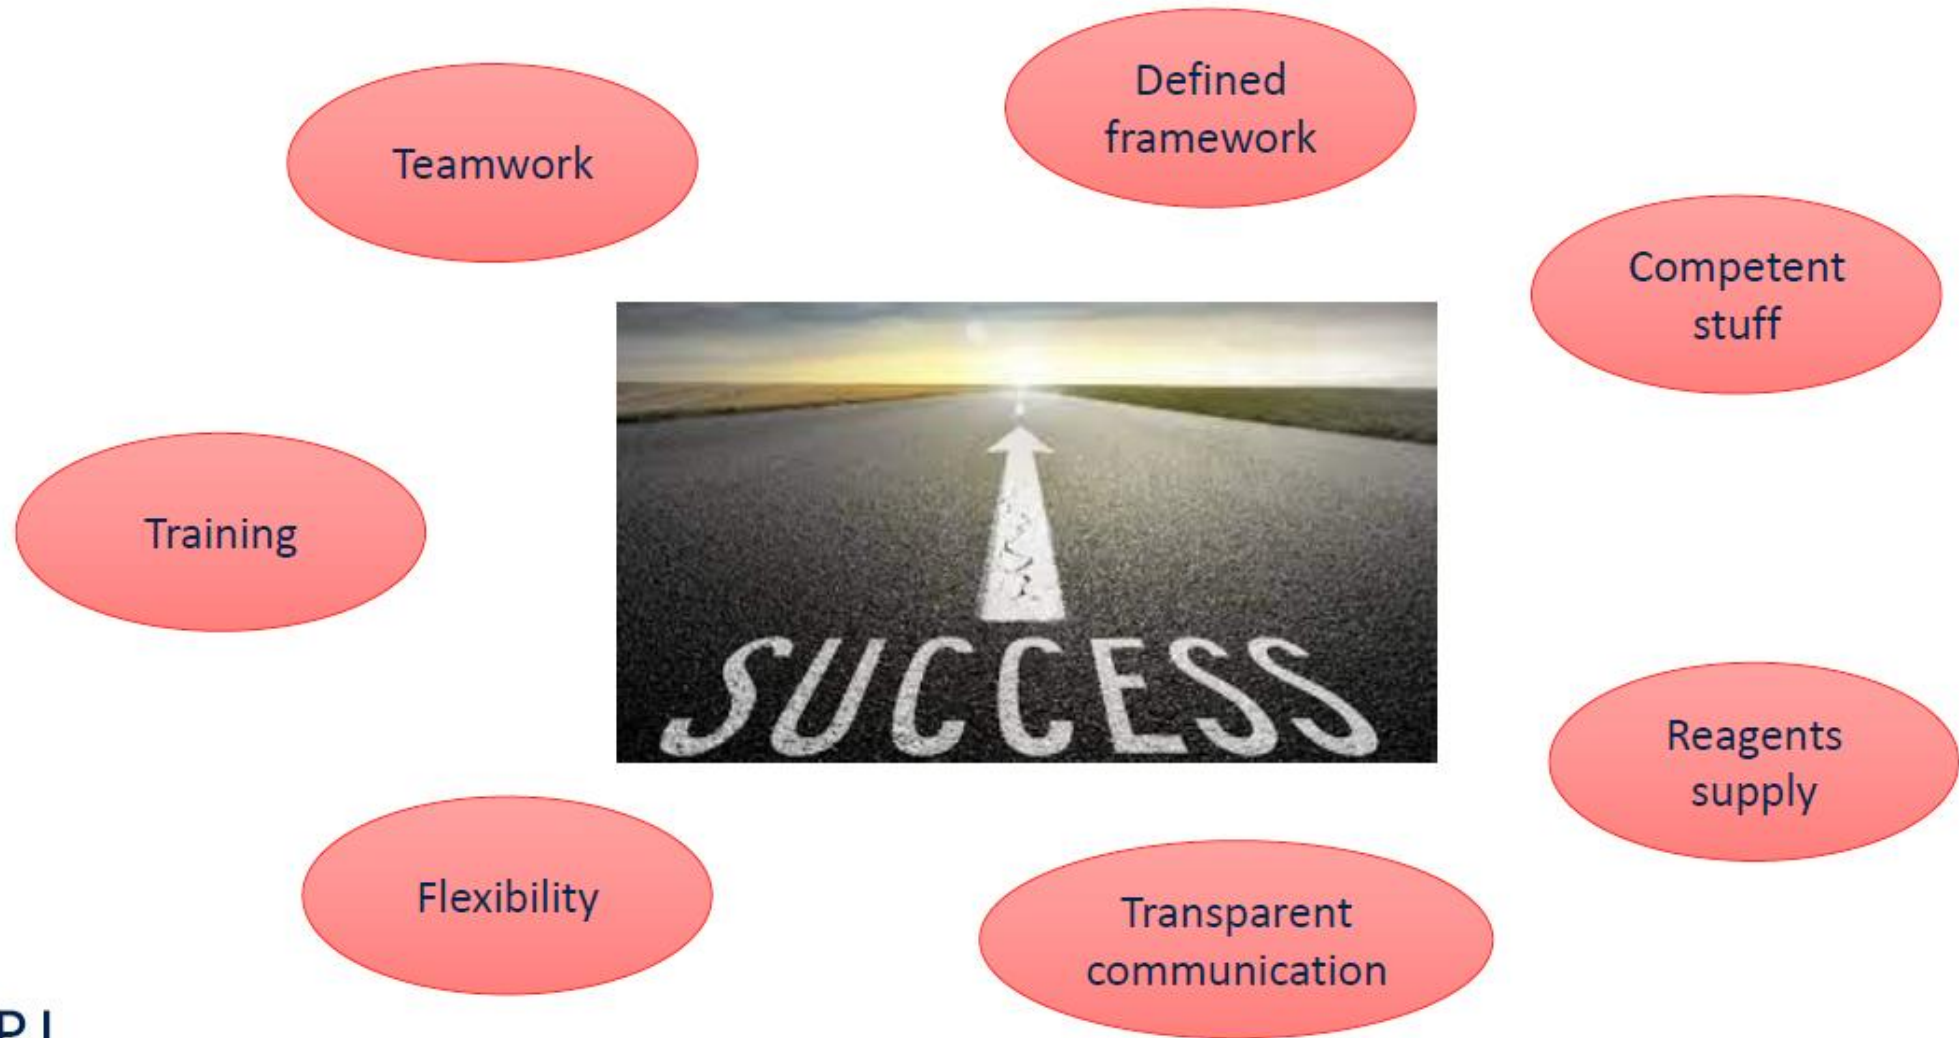 Teamwork
Defined
framework
Competent
stuff
Training
SUCCESS
Reagents
supply
Flexibility
Transparent
communication